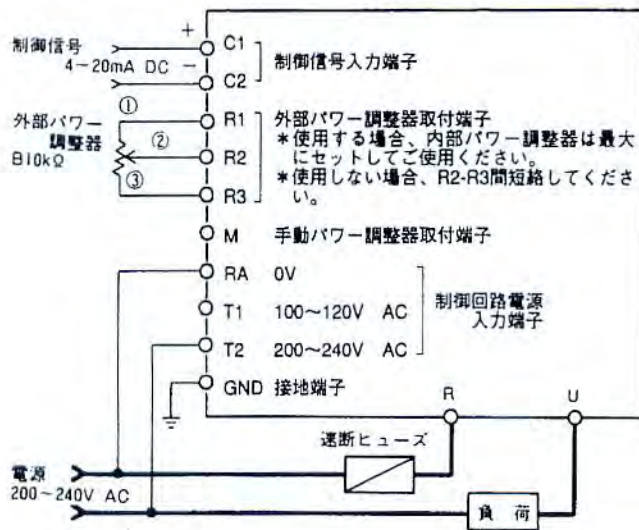 制御信号
4～20mA DC
+
−
C1
C2
制御信号入力端子
外部パワー
調整器
B10kΩ
①
②
③
R1
R2
R3
外部パワー調整器取付端子
＊使用する場合、内部パワー調整器は最大
にセットしてご使用ください。
＊使用しない場合、R2-R3間短絡してくださ
い。
M 手動パワー調整器取付端子
RA 0V
T1 100～120V AC
T2 200～240V AC
制御回路電源
入力端子
GND 接地端子
R
U
速断ヒューズ
電源
200～240V AC
負荷